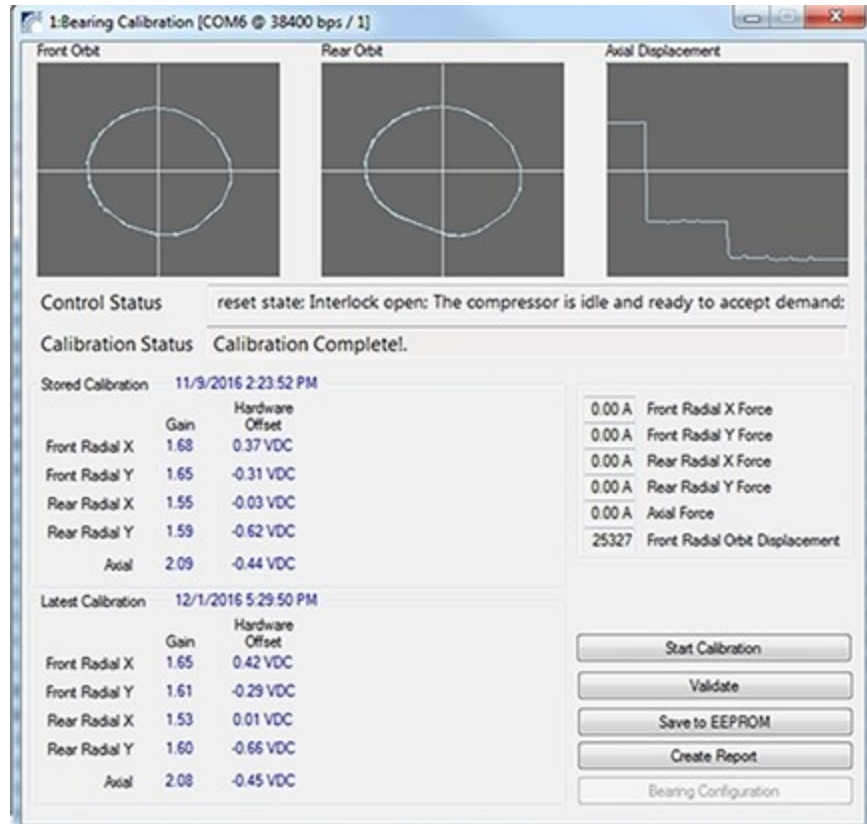 1:Bearing Calibration [COM6 @ 38400 bps / 1]
Front Orbit Rear Orbit Axial Displacement
Control Status reset state; Interlock open; The compressor is idle and ready to accept demand;
Calibration Status Calibration Complete!.
Stored Calibration 11/9/2016 2:23:52 PM
Gain Hardware Offset
Front Radial X 1.68 0.37 VDC
Front Radial Y 1.65 -0.31 VDC
Rear Radial X 1.55 -0.03 VDC
Rear Radial Y 1.59 -0.62 VDC
Axial 2.09 -0.44 VDC
0.00 A Front Radial X Force
0.00 A Front Radial Y Force
0.00 A Rear Radial X Force
0.00 A Rear Radial Y Force
0.00 A Axial Force
25327 Front Radial Orbit Displacement
Latest Calibration 12/1/2016 5:29:50 PM
Gain Hardware Offset
Front Radial X 1.65 0.42 VDC
Front Radial Y 1.61 -0.29 VDC
Rear Radial X 1.53 0.01 VDC
Rear Radial Y 1.60 -0.66 VDC
Axial 2.08 -0.45 VDC
Start Calibration
Validate
Save to EEPROM
Create Report
Bearing Configuration